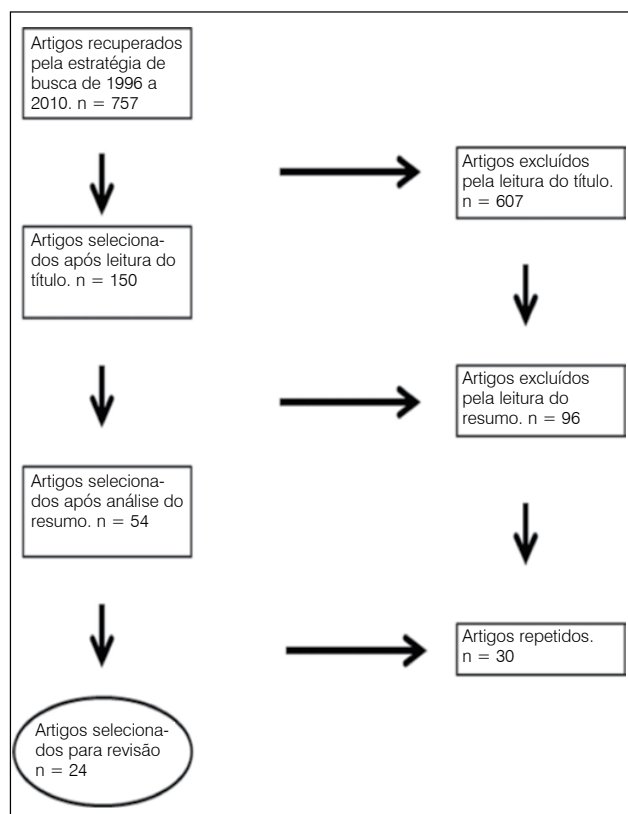 Artigos recuperados
pela estratégia de
busca de 1996 a
2010. n = 757
Artigos excluídos
pela leitura do título.
n = 607
Artigos seleciona-
dos após leitura do
título. n = 150
Artigos excluídos
pela leitura do
resumo. n = 96
Artigos seleciona-
dos após análise do
resumo. n = 54
Artigos repetidos.
n = 30
Artigos seleciona-
dos para revisão
n = 24